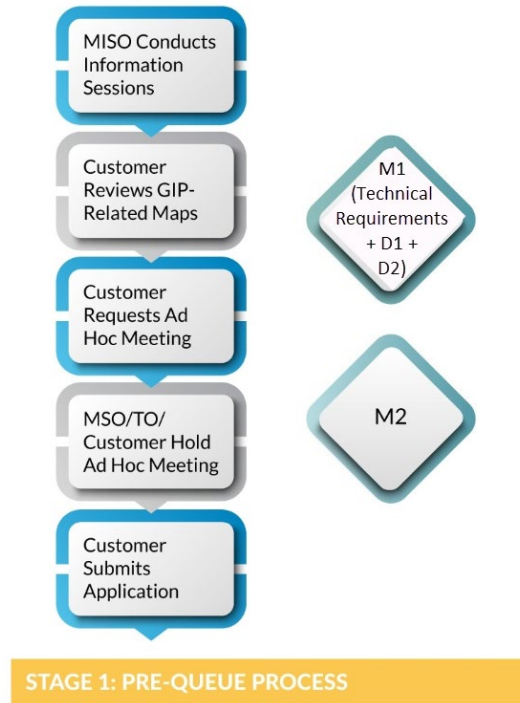 MISO Conducts
Information
Sessions
Customer
Reviews GIP-
Related Maps
Customer
Requests Ad
Hoc Meeting
MSO/TO/
Customer Hold
Ad Hoc Meeting
Customer
Submits
Application
M1
(Technical
Requirements
+ D1 +
D2)
M2
STAGE 1: PRE-QUEUE PROCESS